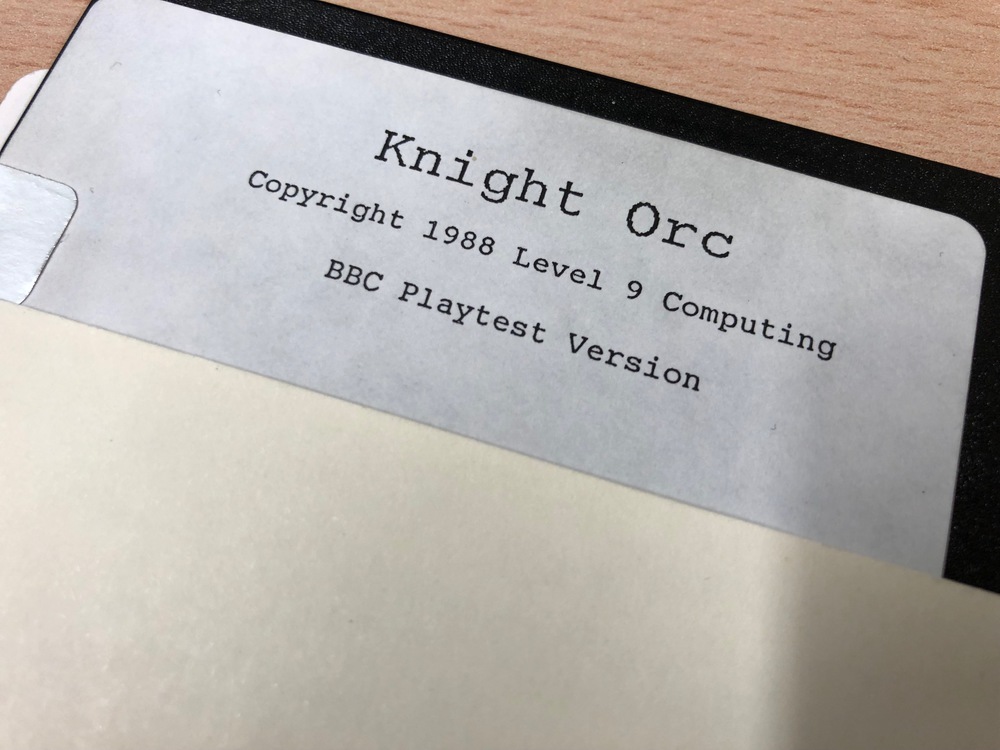 Knight Orc
Copyright 1988 Level 9 Computing
BBC Playtest Version